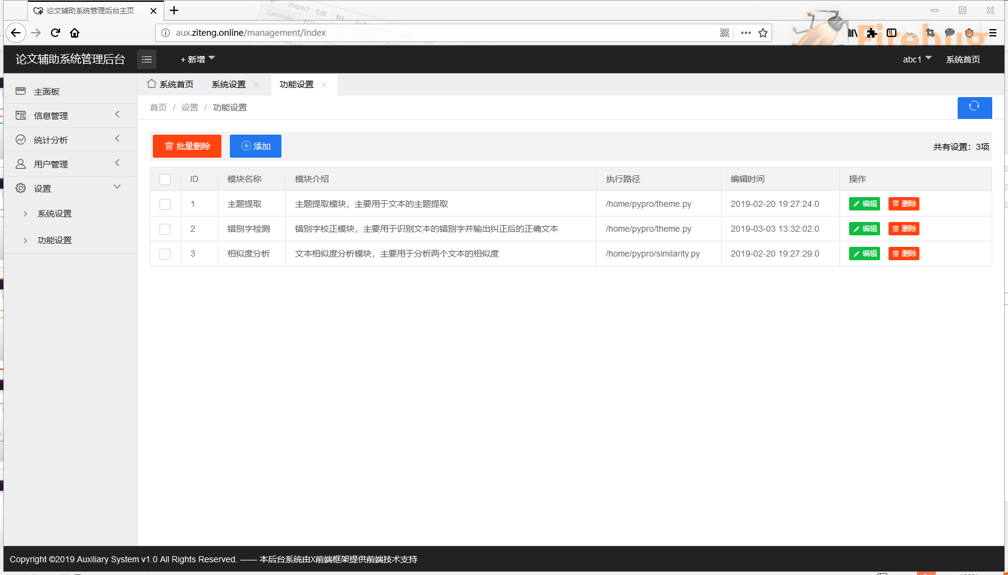 论文辅助系统管理后台主页
aux.ziteng.online/management/index
Firebug
论文辅助系统管理后台 + 新增 abc1 系统首页
主面板
信息管理
统计分析
用户管理
设置
系统设置
功能设置
系统首页 系统设置 功能设置
首页 / 设置 / 功能设置
批量删除 添加 共有设置：3项
ID 模块名称 模块介绍 执行路径 编辑时间 操作
1 主题提取 主题提取模块，主要用于文本的主题提取 /home/pypro/theme.py 2019-02-20 19:27:24.0 编辑 删除
2 错别字检测 错别字校正模块，主要用于识别文本的错别字并输出纠正后的正确文本 /home/pypro/theme.py 2019-03-03 13:32:02.0 编辑 删除
3 相似度分析 文本相似度分析模块，主要用于分析两个文本的相似度 /home/pypro/similarity.py 2019-02-20 19:27:29.0 编辑 删除
Copyright ©2019 Auxiliary System v1.0 All Rights Reserved. —— 本后台系统由X前端框架提供前端技术支持